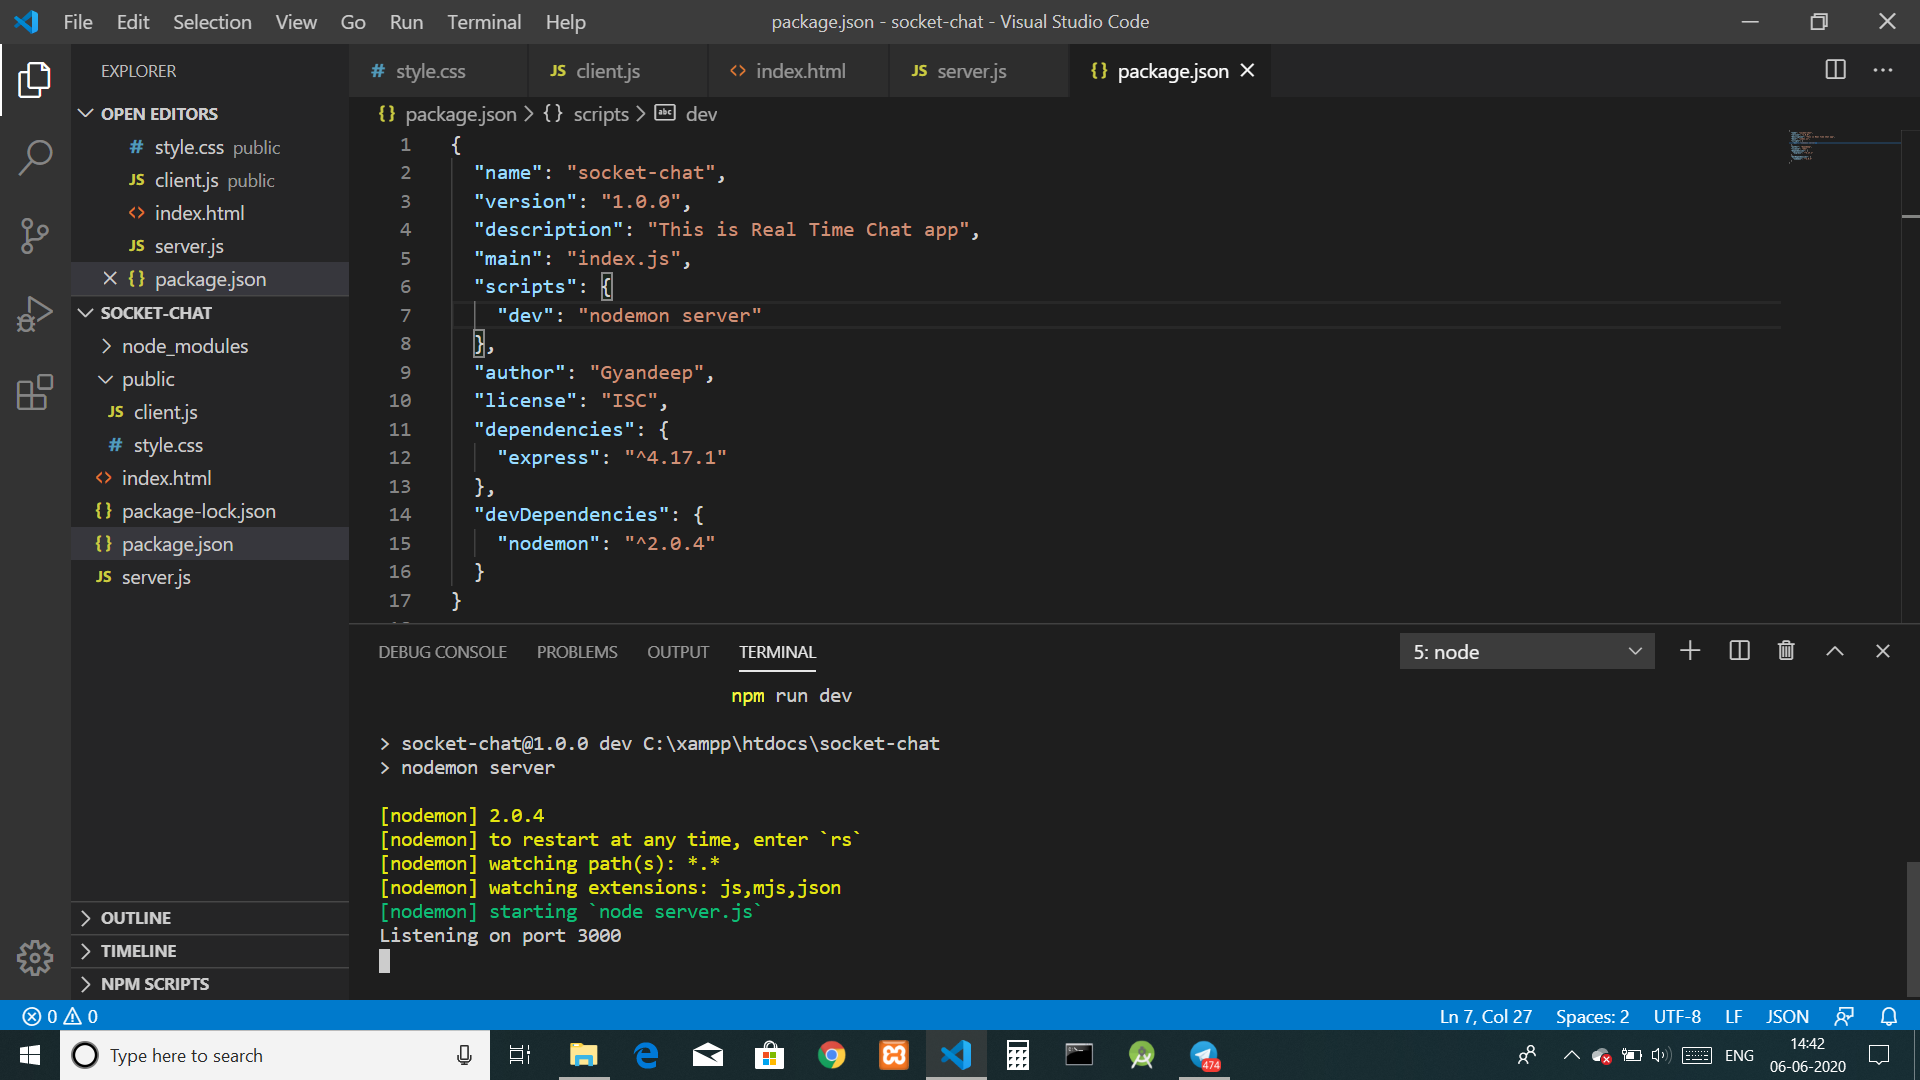 File Edit Selection View Go Run Terminal Help
package.json - socket-chat - Visual Studio Code
EXPLORER
OPEN EDITORS
# style.css public
JS client.js public
<> index.html
JS server.js
{} package.json
SOCKET-CHAT
node_modules
public
JS client.js
# style.css
<> index.html
{} package-lock.json
{} package.json
JS server.js
OUTLINE
TIMELINE
NPM SCRIPTS
# style.css
JS client.js
<> index.html
JS server.js
{} package.json
{} package.json > {} scripts > abc dev
1 {
2 "name": "socket-chat",
3 "version": "1.0.0",
4 "description": "This is Real Time Chat app",
5 "main": "index.js",
6 "scripts": {
7 "dev": "nodemon server"
8 },
9 "author": "Gyandeep",
10 "license": "ISC",
11 "dependencies": {
12 "express": "^4.17.1"
13 },
14 "devDependencies": {
15 "nodemon": "^2.0.4"
16 }
17 }
DEBUG CONSOLE PROBLEMS OUTPUT TERMINAL
5: node
npm run dev
> socket-chat@1.0.0 dev C:\xampp\htdocs\socket-chat
> nodemon server
[nodemon] 2.0.4
[nodemon] to restart at any time, enter `rs`
[nodemon] watching path(s): *.*
[nodemon] watching extensions: js,mjs,json
[nodemon] starting `node server.js`
Listening on port 3000
0 0
Ln 7, Col 27 Spaces: 2 UTF-8 LF JSON
Type here to search
474
ENG
14:42
06-06-2020